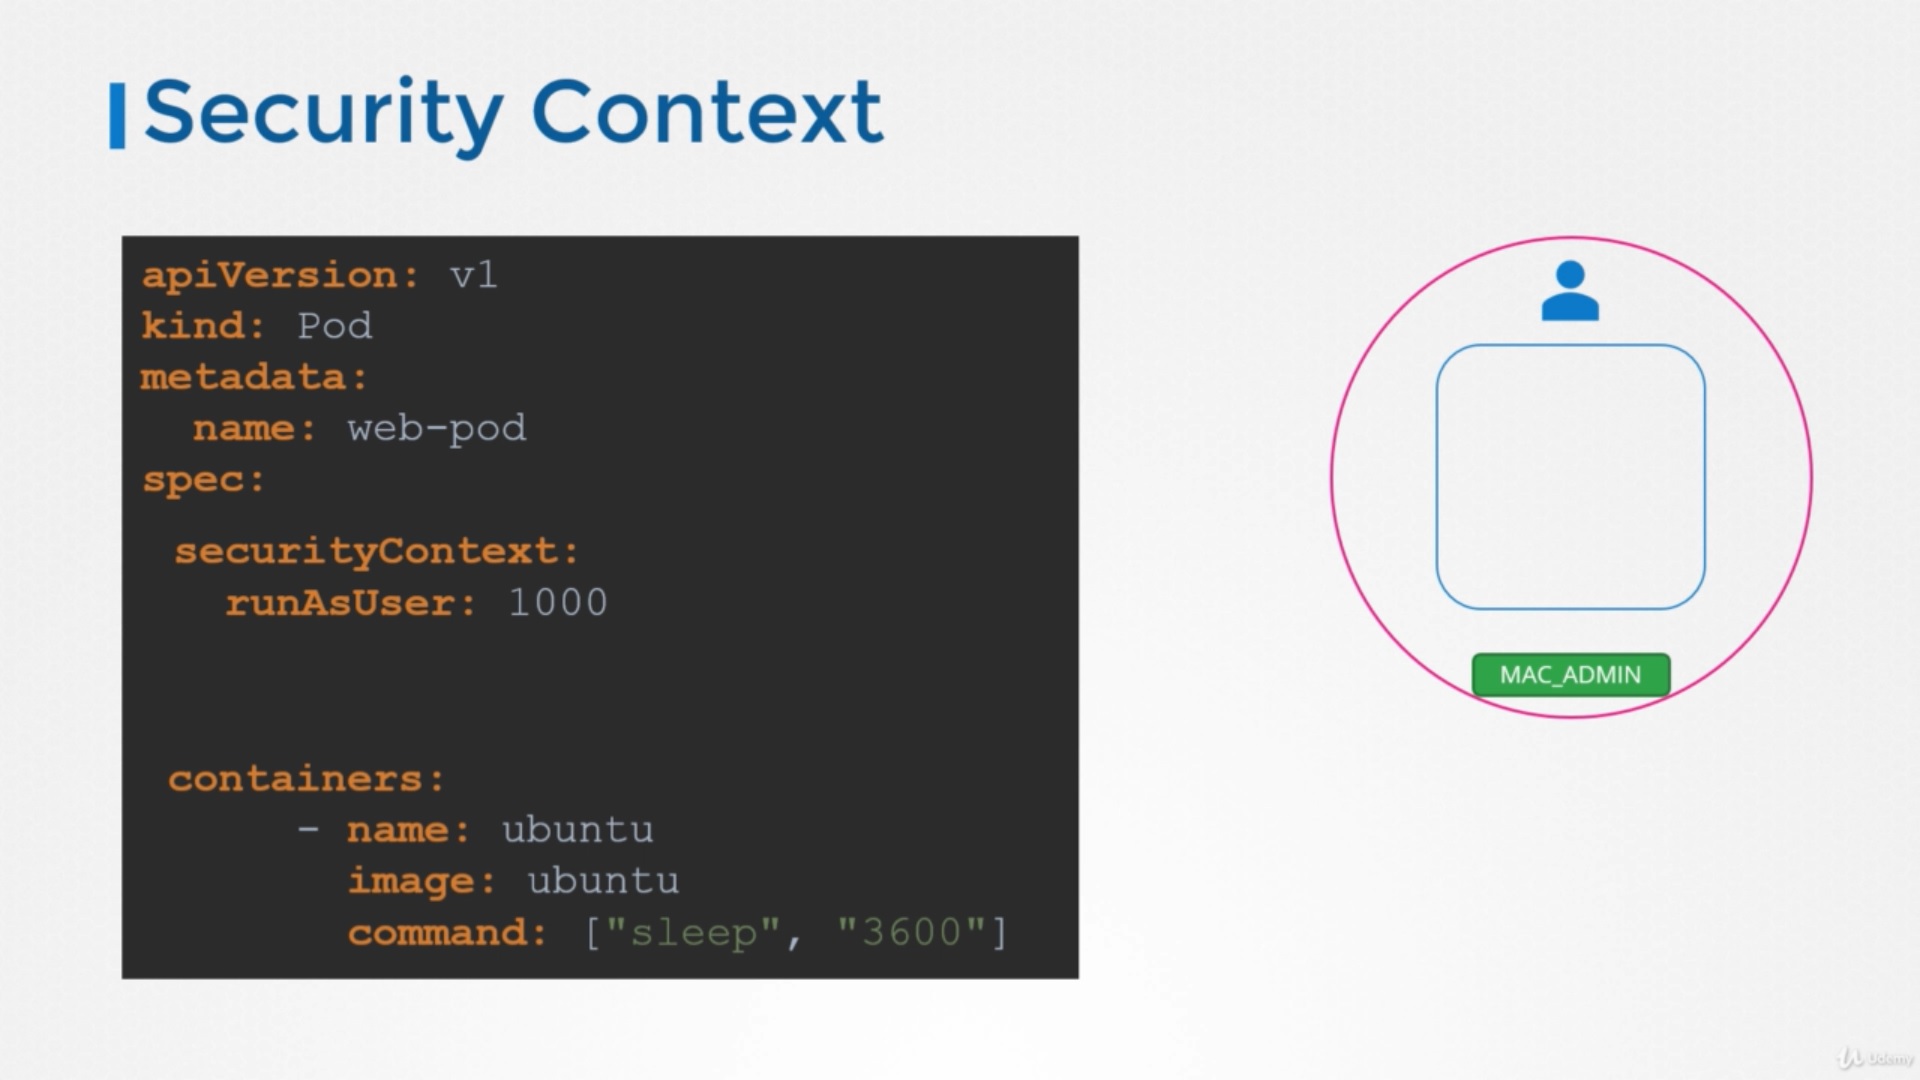 Security Context
apiVersion: v1
kind: Pod
metadata:
  name: web-pod
spec:
  securityContext:
    runAsUser: 1000
  containers:
      - name: ubuntu
        image: ubuntu
        command: ["sleep", "3600"]
MAC_ADMIN
Udemy